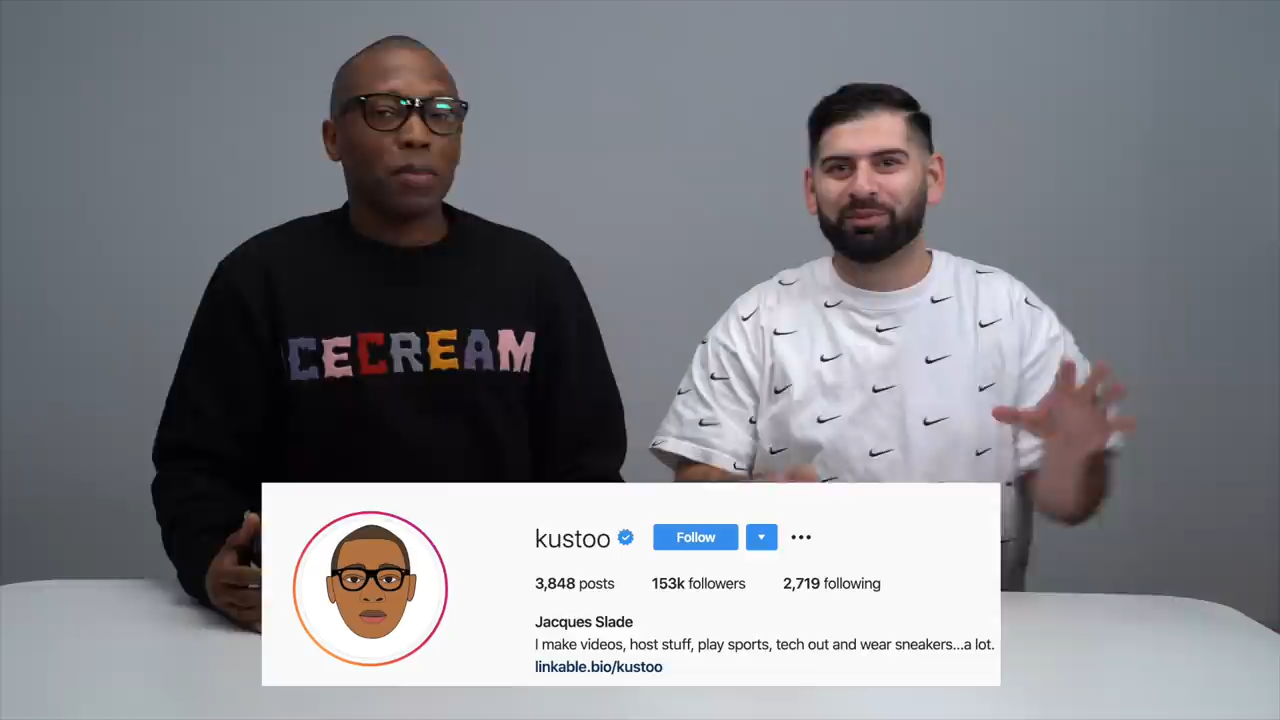 CECREAM
kustoo Follow
3,848 posts 153k followers 2,719 following
Jacques Slade
I make videos, host stuff, play sports, tech out and wear sneakers...a lot.
linkable.bio/kustoo